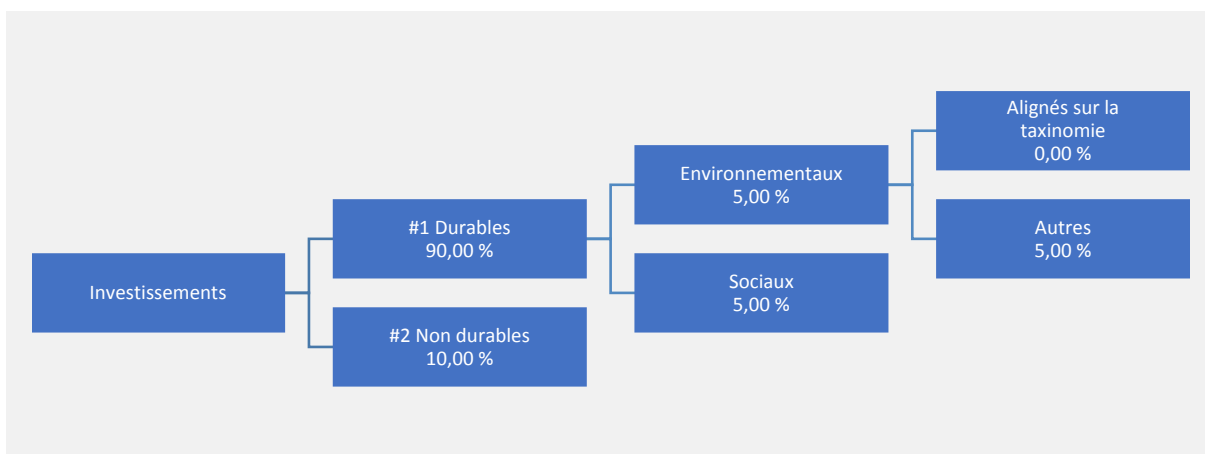 Investissements
#1 Durables
90,00 %
#2 Non durables
10,00 %
Environnementaux
5,00 %
Sociaux
5,00 %
Alignés sur la
taxinomie
0,00 %
Autres
5,00 %